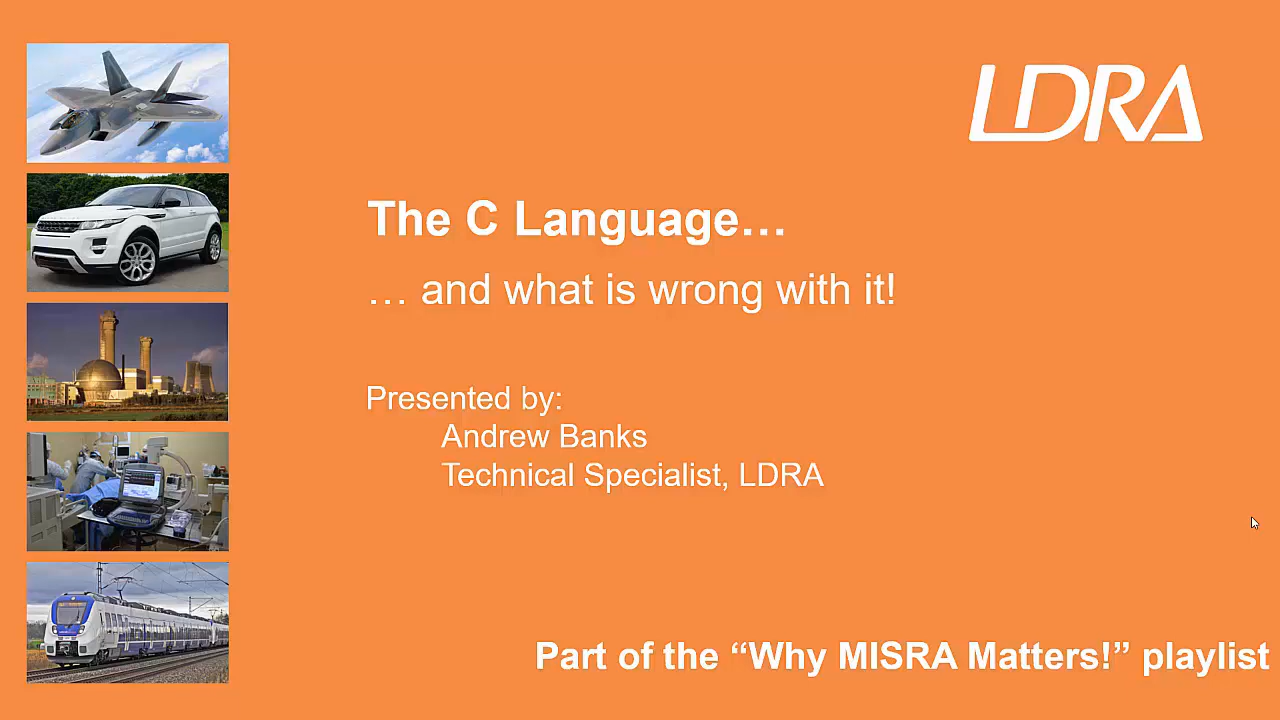 LDRA
The C Language…
… and what is wrong with it!
Presented by:
Andrew Banks
Technical Specialist, LDRA
Part of the “Why MISRA Matters!” playlist